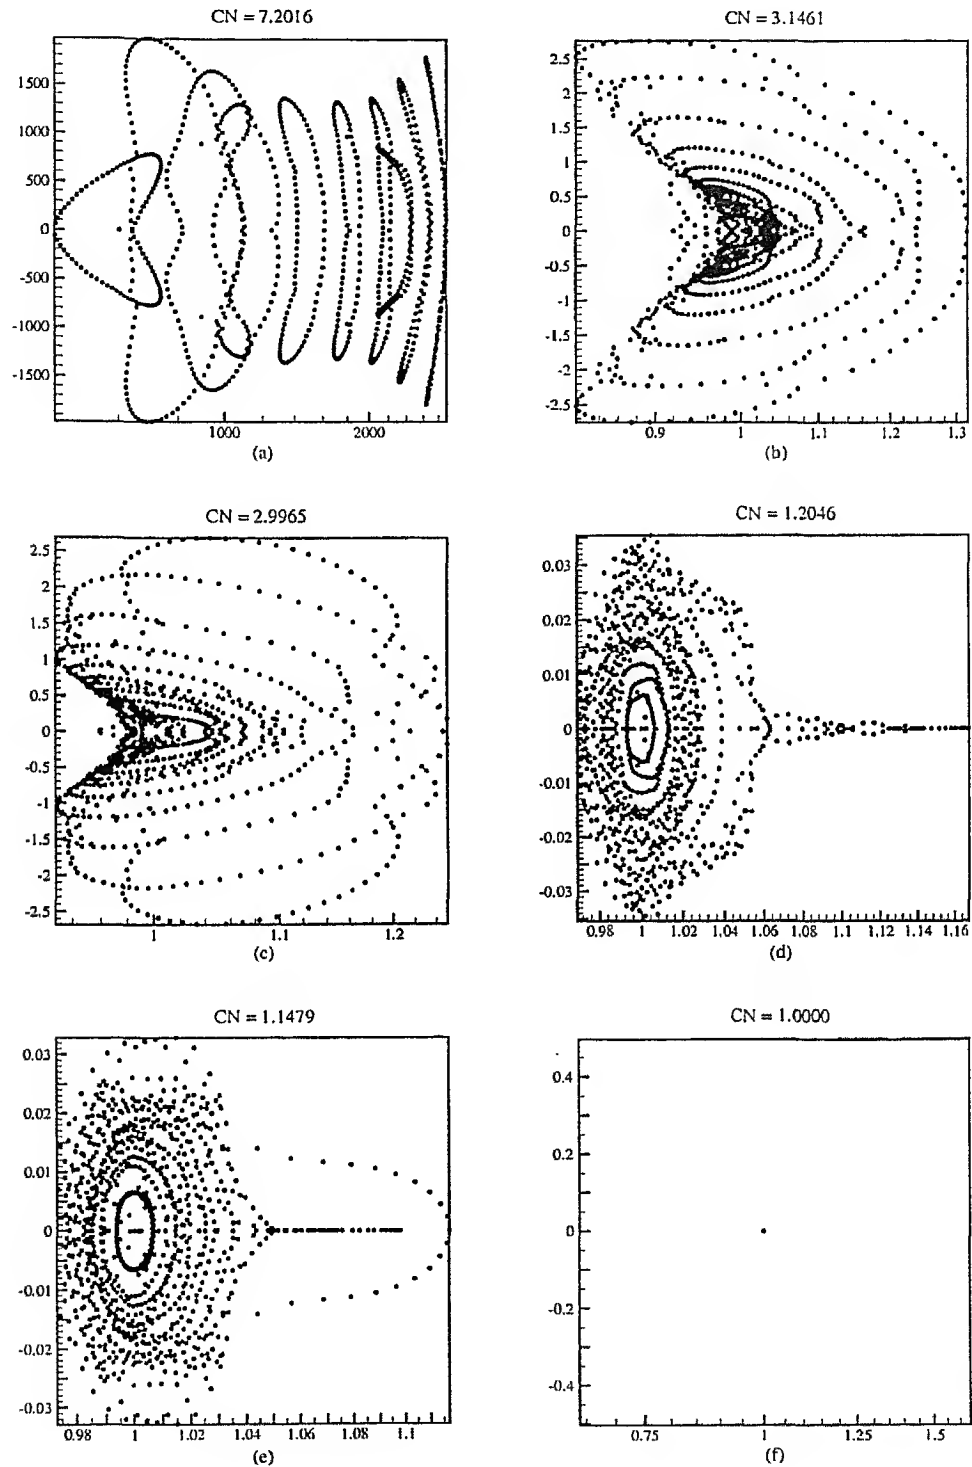 CN = 7.2016
1500
1000
500
0
-500
-1000
-1500
1000 2000
(a)
CN = 3.1461
2.5
2
1.5
1
0.5
0
-0.5
-1
-1.5
-2
-2.5
0.9 1 1.1 1.2 1.3
(b)
CN = 2.9965
2.5
2
1.5
1
0.5
0
-0.5
-1
-1.5
-2
-2.5
1 1.1 1.2
(c)
CN = 1.2046
0.03
0.02
0.01
0
-0.01
-0.02
-0.03
0.98 1 1.02 1.04 1.06 1.08 1.1 1.12 1.14 1.16
(d)
CN = 1.1479
0.03
0.02
0.01
0
-0.01
-0.02
-0.03
0.98 1 1.02 1.04 1.06 1.08 1.1
(e)
CN = 1.0000
0.4
0.2
0
-0.2
-0.4
0.75 1 1.25 1.5
(f)